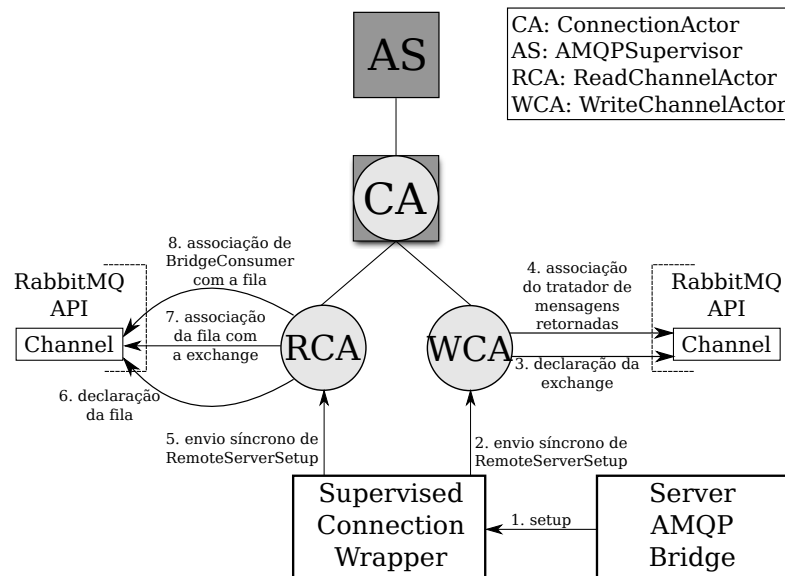 AS
CA: ConnectionActor
AS: AMQPSupervisor
RCA: ReadChannelActor
WCA: WriteChannelActor
CA
8. associação de
BridgeConsumer
com a fila
4. associação
do tratador de
mensagens
retornadas
RabbitMQ
API
Channel
7. associação
da fila com
a exchange
RCA
WCA
RabbitMQ
API
Channel
3. declaração da
exchange
6. declaração
da fila
5. envio síncrono de
RemoteServerSetup
2. envio síncrono de
RemoteServerSetup
Supervised
Connection
Wrapper
1. setup
Server
AMQP
Bridge